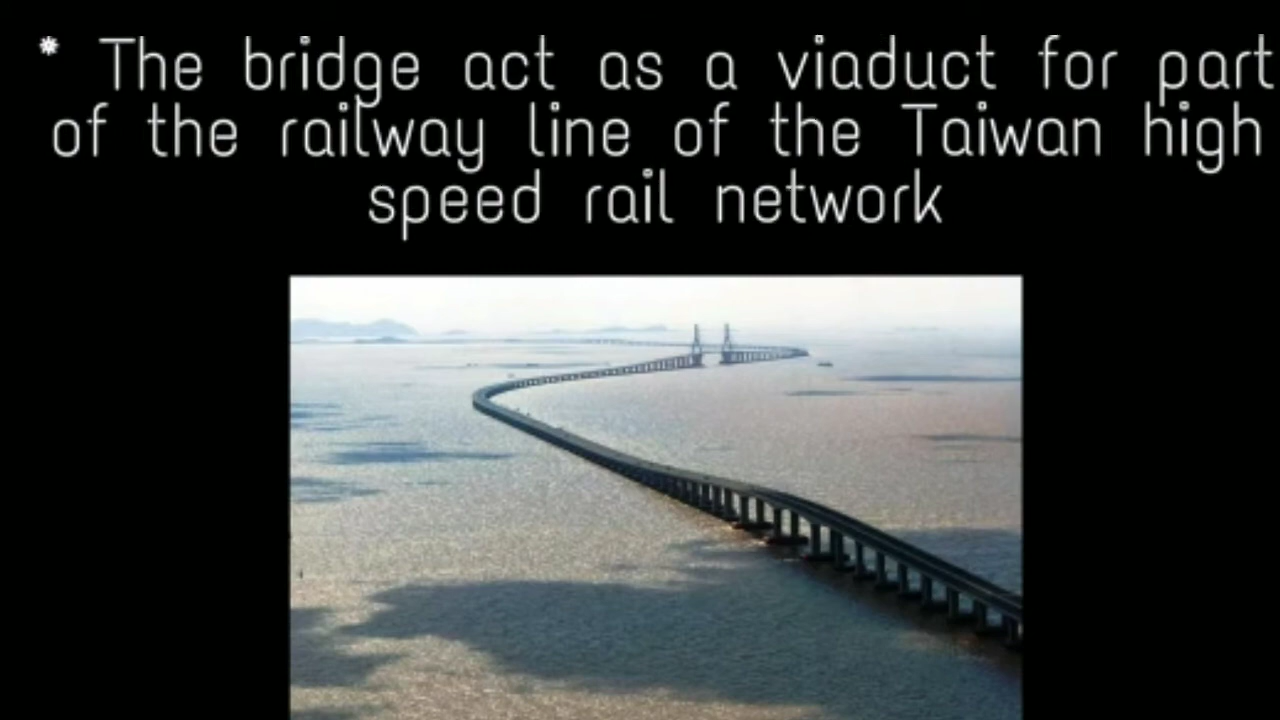 * The bridge act as a viaduct for part
of the railway line of the Taiwan high
speed rail network